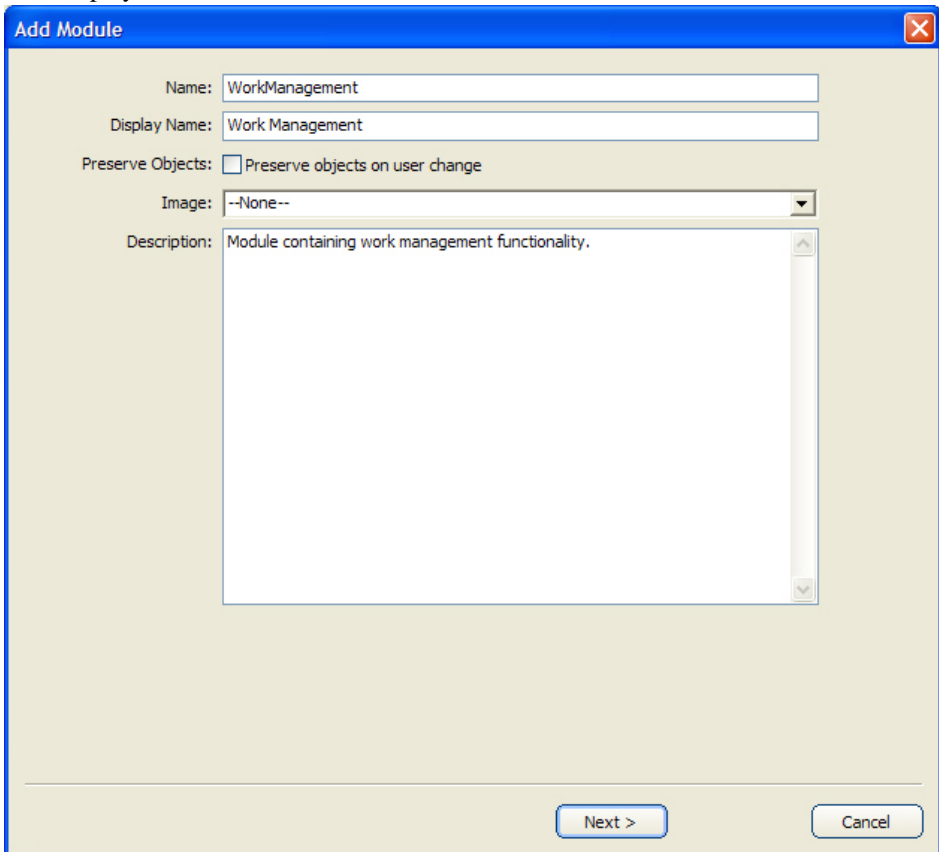 Add Module
Name: WorkManagement
Display Name: Work Management
Preserve Objects: Preserve objects on user change
Image: --None--
Description: Module containing work management functionality.
Next >
Cancel